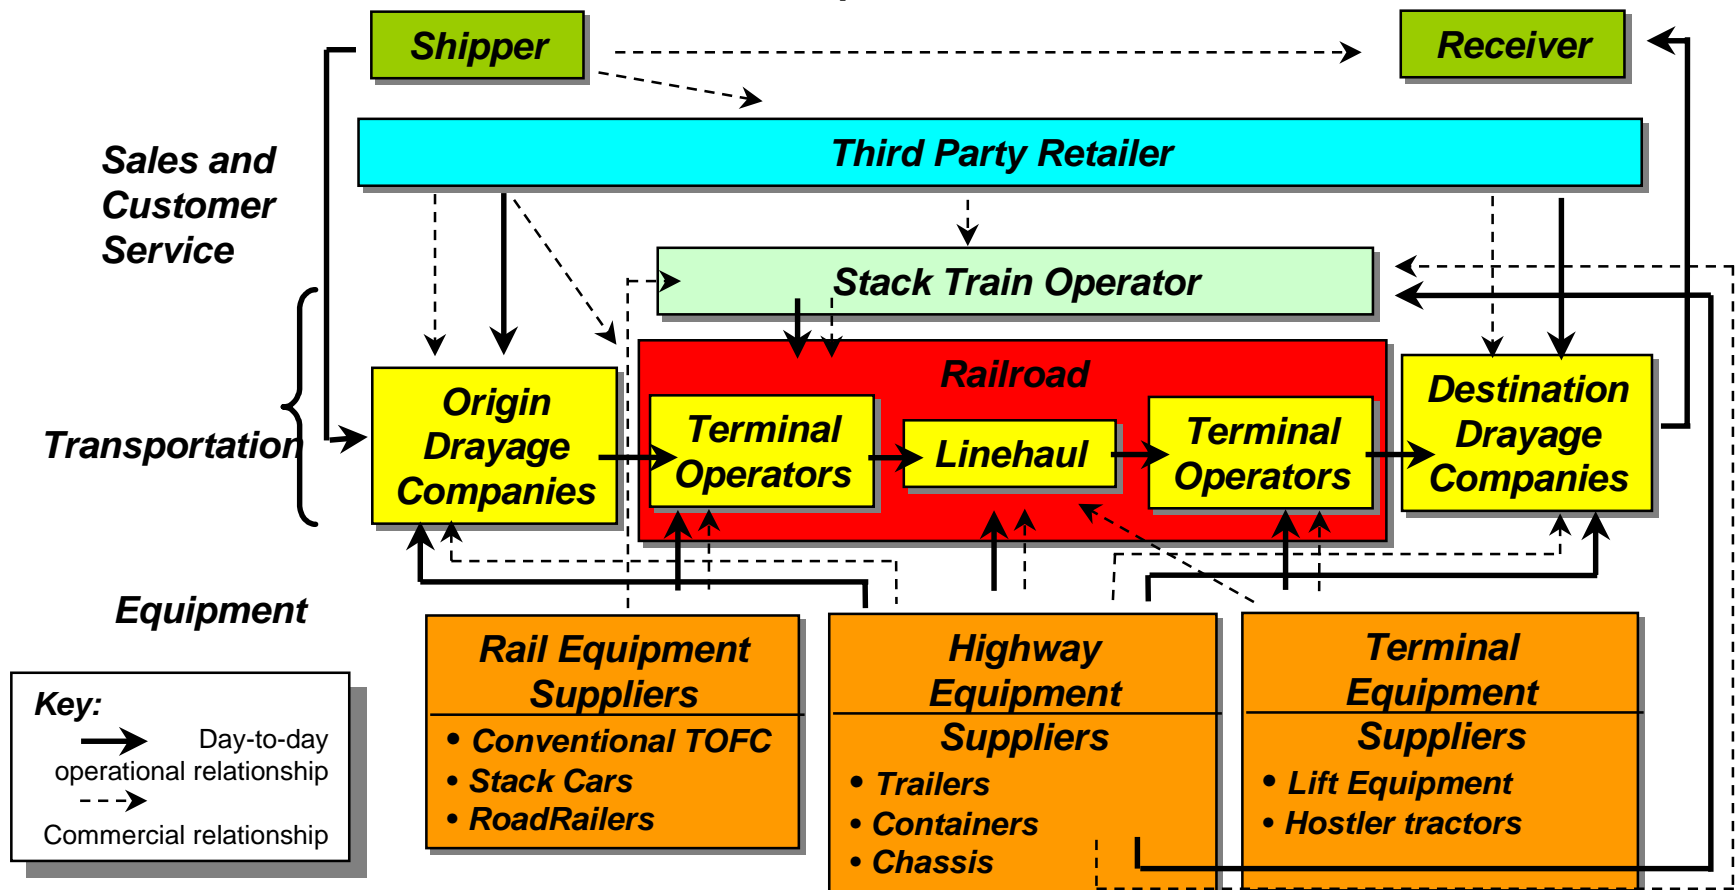 Shipper
Receiver
Third Party Retailer
Sales and
Customer
Service
Stack Train Operator
Transportation
Origin
Drayage
Companies
Railroad
Terminal
Operators
Linehaul
Terminal
Operators
Destination
Drayage
Companies
Equipment
Rail Equipment
Suppliers
• Conventional TOFC
• Stack Cars
• RoadRailers
Highway
Equipment
Suppliers
• Trailers
• Containers
• Chassis
Terminal
Equipment
Suppliers
• Lift Equipment
• Hostler tractors
Key:
Day-to-day
operational relationship
Commercial relationship